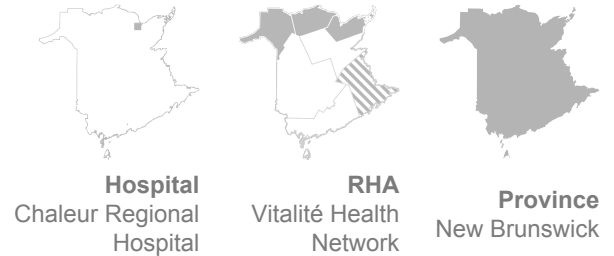 Hospital
Chaleur Regional
Hospital
RHA
Vitalité Health
Network
Province
New Brunswick